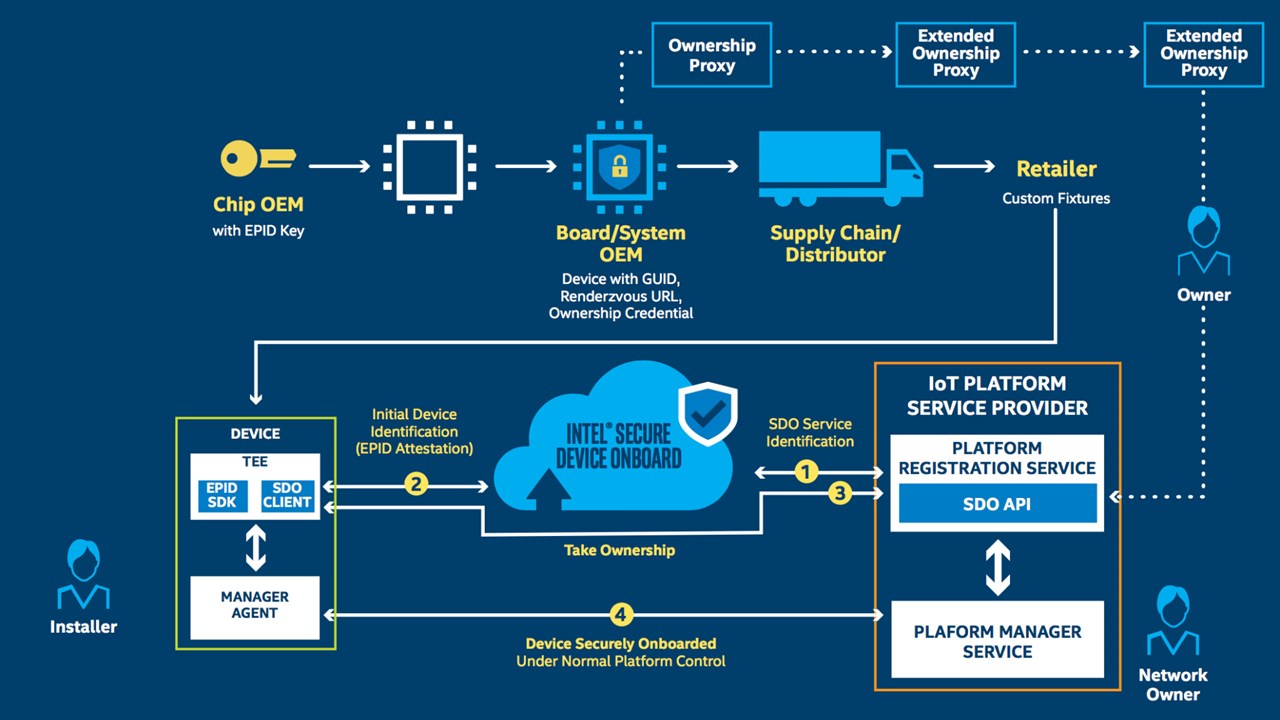 Ownership
Proxy
Extended
Ownership
Proxy
Extended
Ownership
Proxy
Chip OEM
with EPID Key
Board/System
OEM
Device with GUID,
Renderzvous URL,
Ownership Credential
Supply Chain/
Distributor
Retailer
Custom Fixtures
Owner
DEVICE
TEE
EPID
SDK
SDO
CLIENT
MANAGER
AGENT
Installer
Initial Device
Identification
(EPID Attestation)
2
INTEL® SECURE
DEVICE ONBOARD
SDO Service
Identification
1
3
Take Ownership
4
Device Securely Onboarded
Under Normal Platform Control
IoT PLATFORM
SERVICE PROVIDER
PLATFORM
REGISTRATION SERVICE
SDO API
PLAFORM MANAGER
SERVICE
Network
Owner